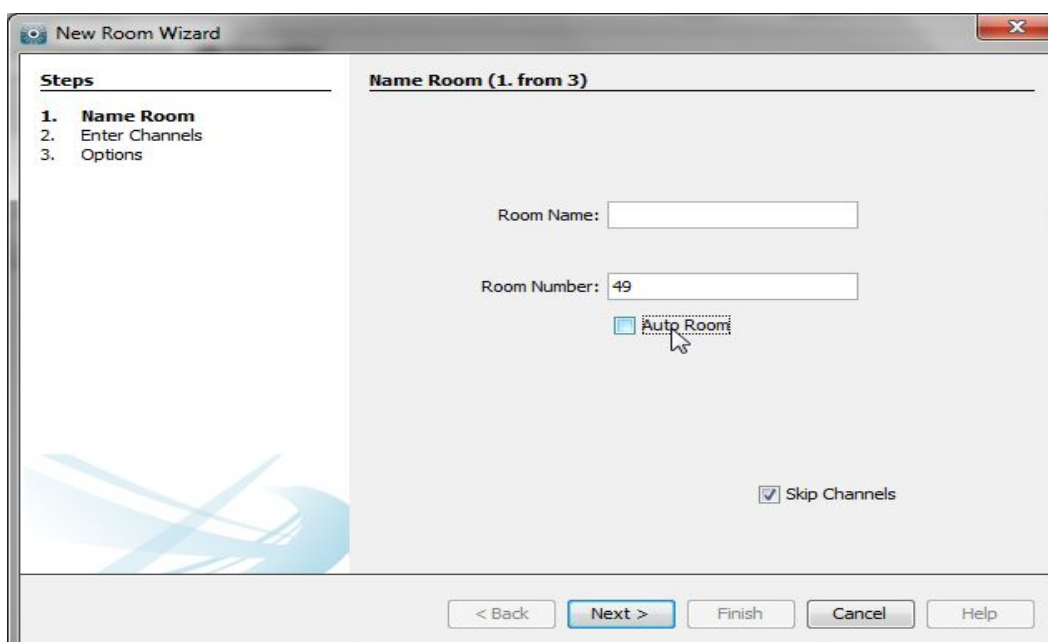 New Room Wizard
Steps
1. Name Room
2. Enter Channels
3. Options
Name Room (1. from 3)
Room Name:
Room Number: 49
Auto Room
Skip Channels
< Back Next > Finish Cancel Help